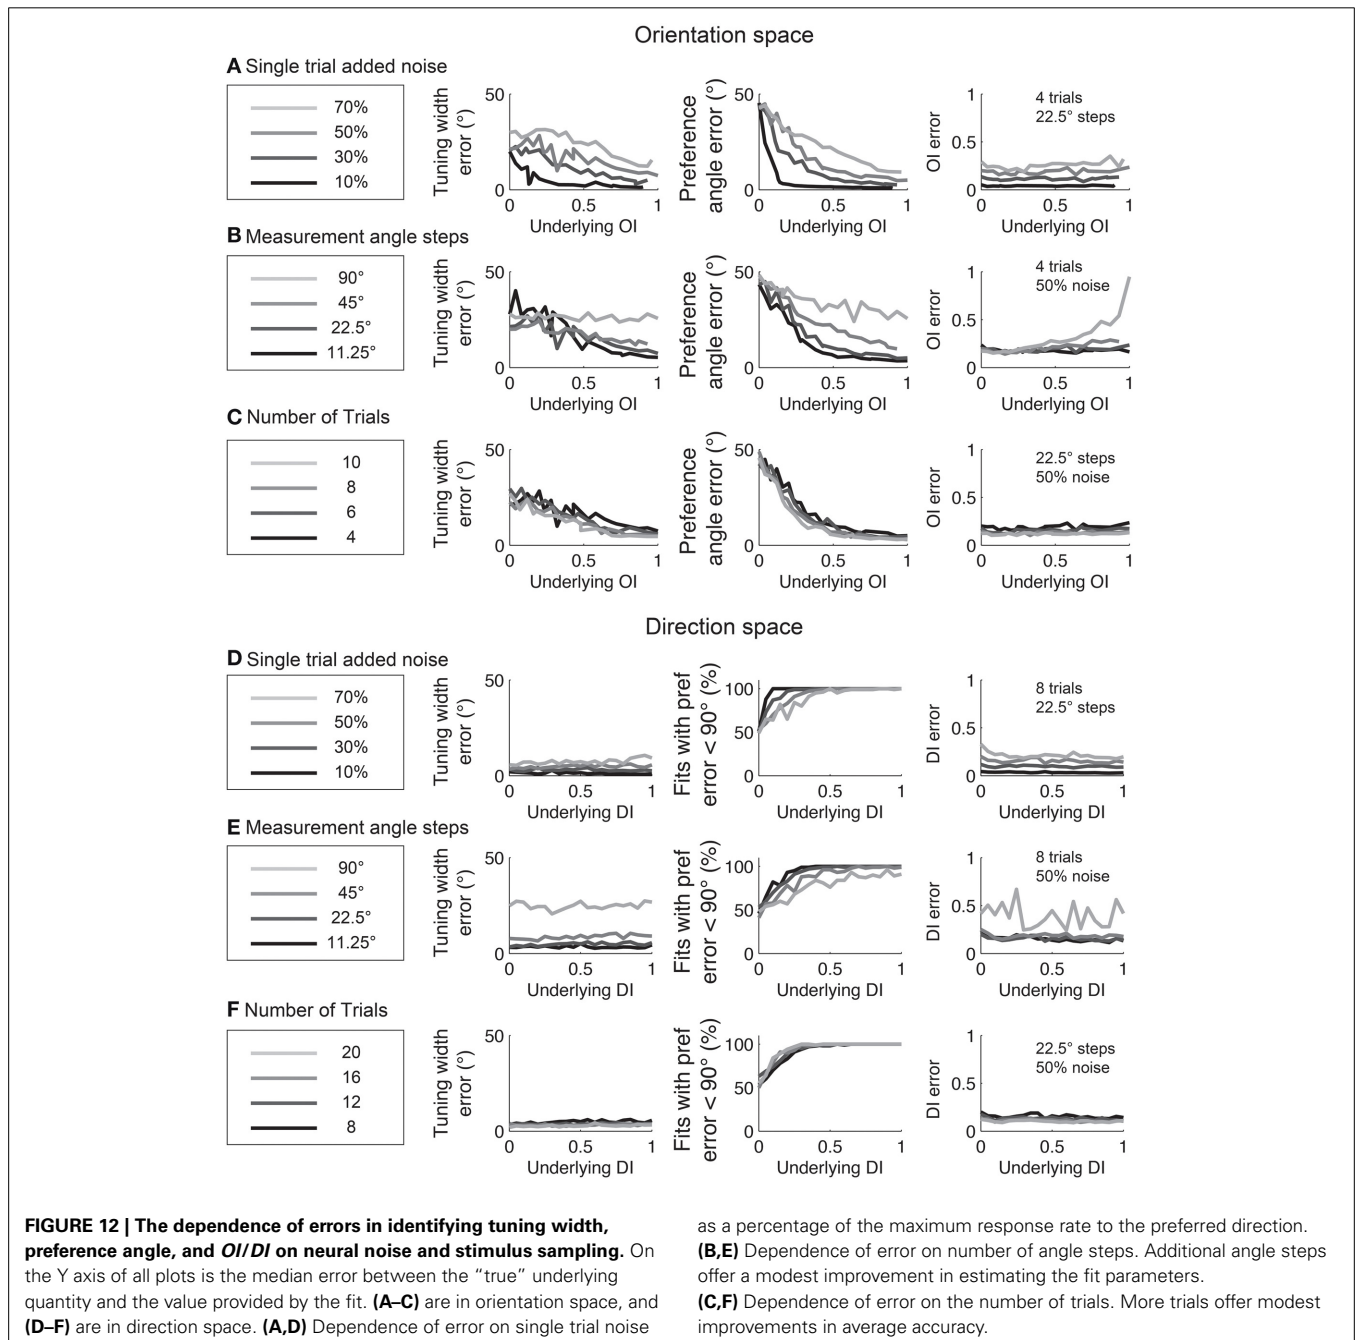 Orientation space
A Single trial added noise
70%
50%
30%
10%
Tuning width
error (°)
50
0
0 0.5 1
Underlying OI
Preference
angle error (°)
50
0
0 0.5 1
Underlying OI
OI error
1
0.5
0
4 trials
22.5° steps
0 0.5 1
Underlying OI
B Measurement angle steps
90°
45°
22.5°
11.25°
Tuning width
error (°)
50
0
0 0.5 1
Underlying OI
Preference
angle error (°)
50
0
0 0.5 1
Underlying OI
OI error
1
0.5
0
4 trials
50% noise
0 0.5 1
Underlying OI
C Number of Trials
10
8
6
4
Tuning width
error (°)
50
0
0 0.5 1
Underlying OI
Preference
angle error (°)
50
0
0 0.5 1
Underlying OI
OI error
1
0.5
0
22.5° steps
50% noise
0 0.5 1
Underlying OI
Direction space
D Single trial added noise
70%
50%
30%
10%
Tuning width
error (°)
50
0
0 0.5 1
Underlying DI
Fits with pref
error < 90° (%)
100
50
0
0 0.5 1
Underlying DI
DI error
1
0.5
0
8 trials
22.5° steps
0 0.5 1
Underlying DI
E Measurement angle steps
90°
45°
22.5°
11.25°
Tuning width
error (°)
50
0
0 0.5 1
Underlying DI
Fits with pref
error < 90° (%)
100
50
0
0 0.5 1
Underlying DI
DI error
1
0.5
0
8 trials
50% noise
0 0.5 1
Underlying DI
F Number of Trials
20
16
12
8
Tuning width
error (°)
50
0
0 0.5 1
Underlying DI
Fits with pref
error < 90° (%)
100
50
0
0 0.5 1
Underlying DI
DI error
1
0.5
0
22.5° steps
50% noise
0 0.5 1
Underlying DI
FIGURE 12 | The dependence of errors in identifying tuning width,
preference angle, and OI/DI on neural noise and stimulus sampling. On
the Y axis of all plots is the median error between the “true” underlying
quantity and the value provided by the fit. (A–C) are in orientation space, and
(D–F) are in direction space. (A,D) Dependence of error on single trial noise
as a percentage of the maximum response rate to the preferred direction.
(B,E) Dependence of error on number of angle steps. Additional angle steps
offer a modest improvement in estimating the fit parameters.
(C,F) Dependence of error on the number of trials. More trials offer modest
improvements in average accuracy.